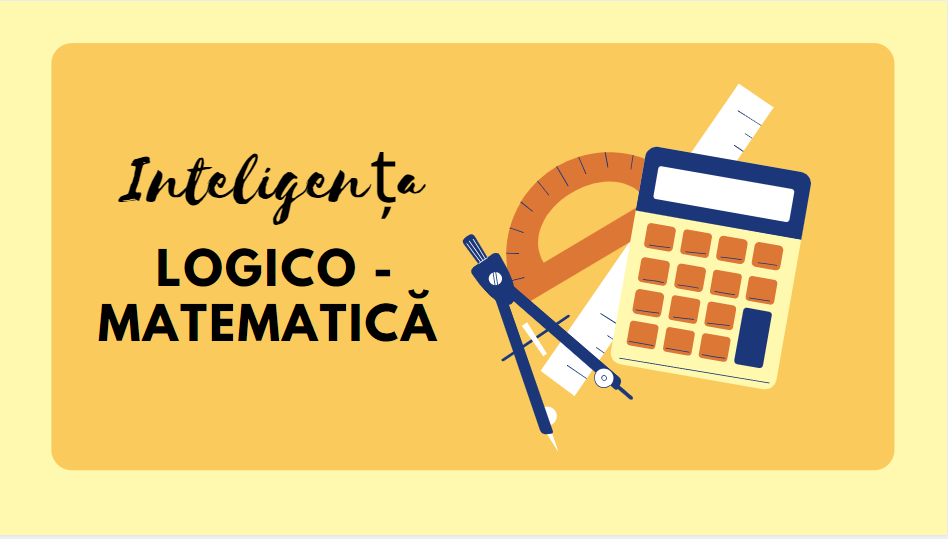 Inteligența
LOGICO -
MATEMATICĂ